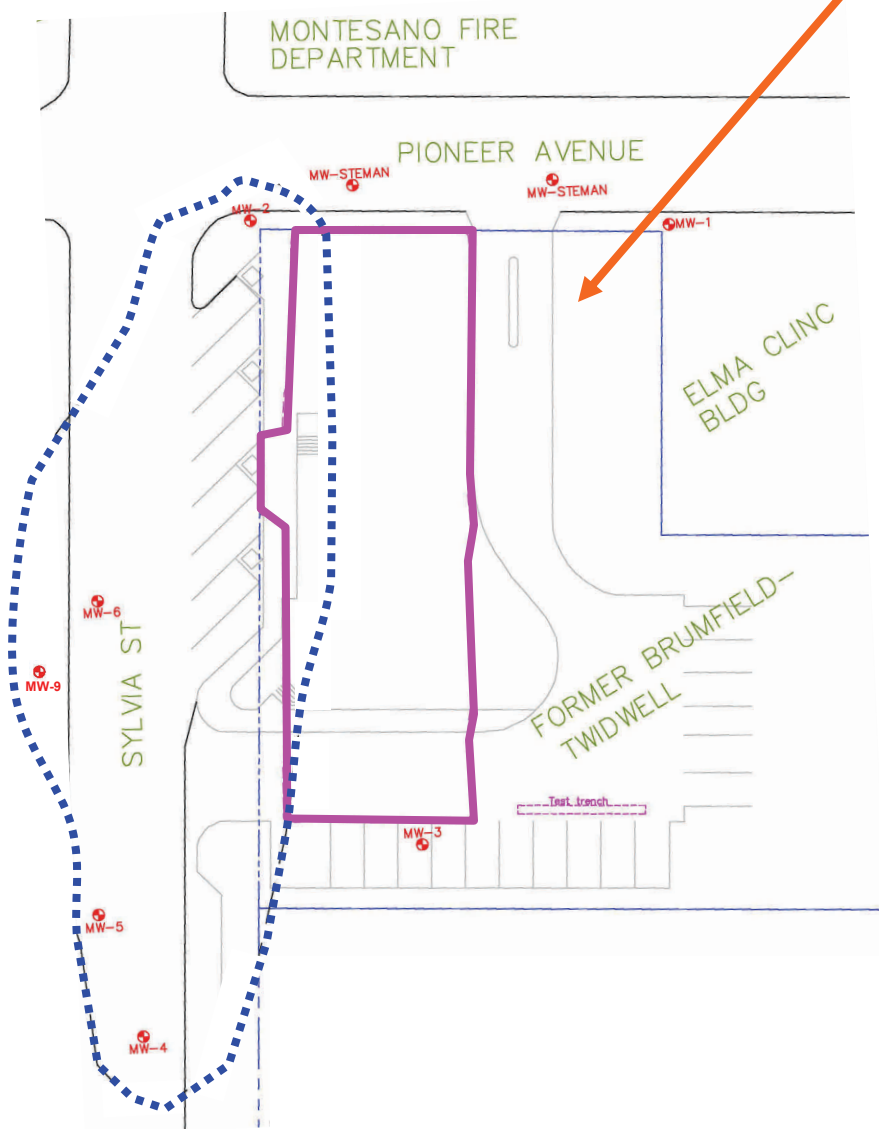 MONTESANO FIRE
DEPARTMENT
PIONEER AVENUE
MW-STEMAN
MW-STEMAN
MW-2
MW-1
ELMA CLINC
BLDG
MW-6
MW-9
SYLVIA ST
FORMER BRUMFIELD-
TWIDWELL
Test trench
MW-3
MW-5
MW-4